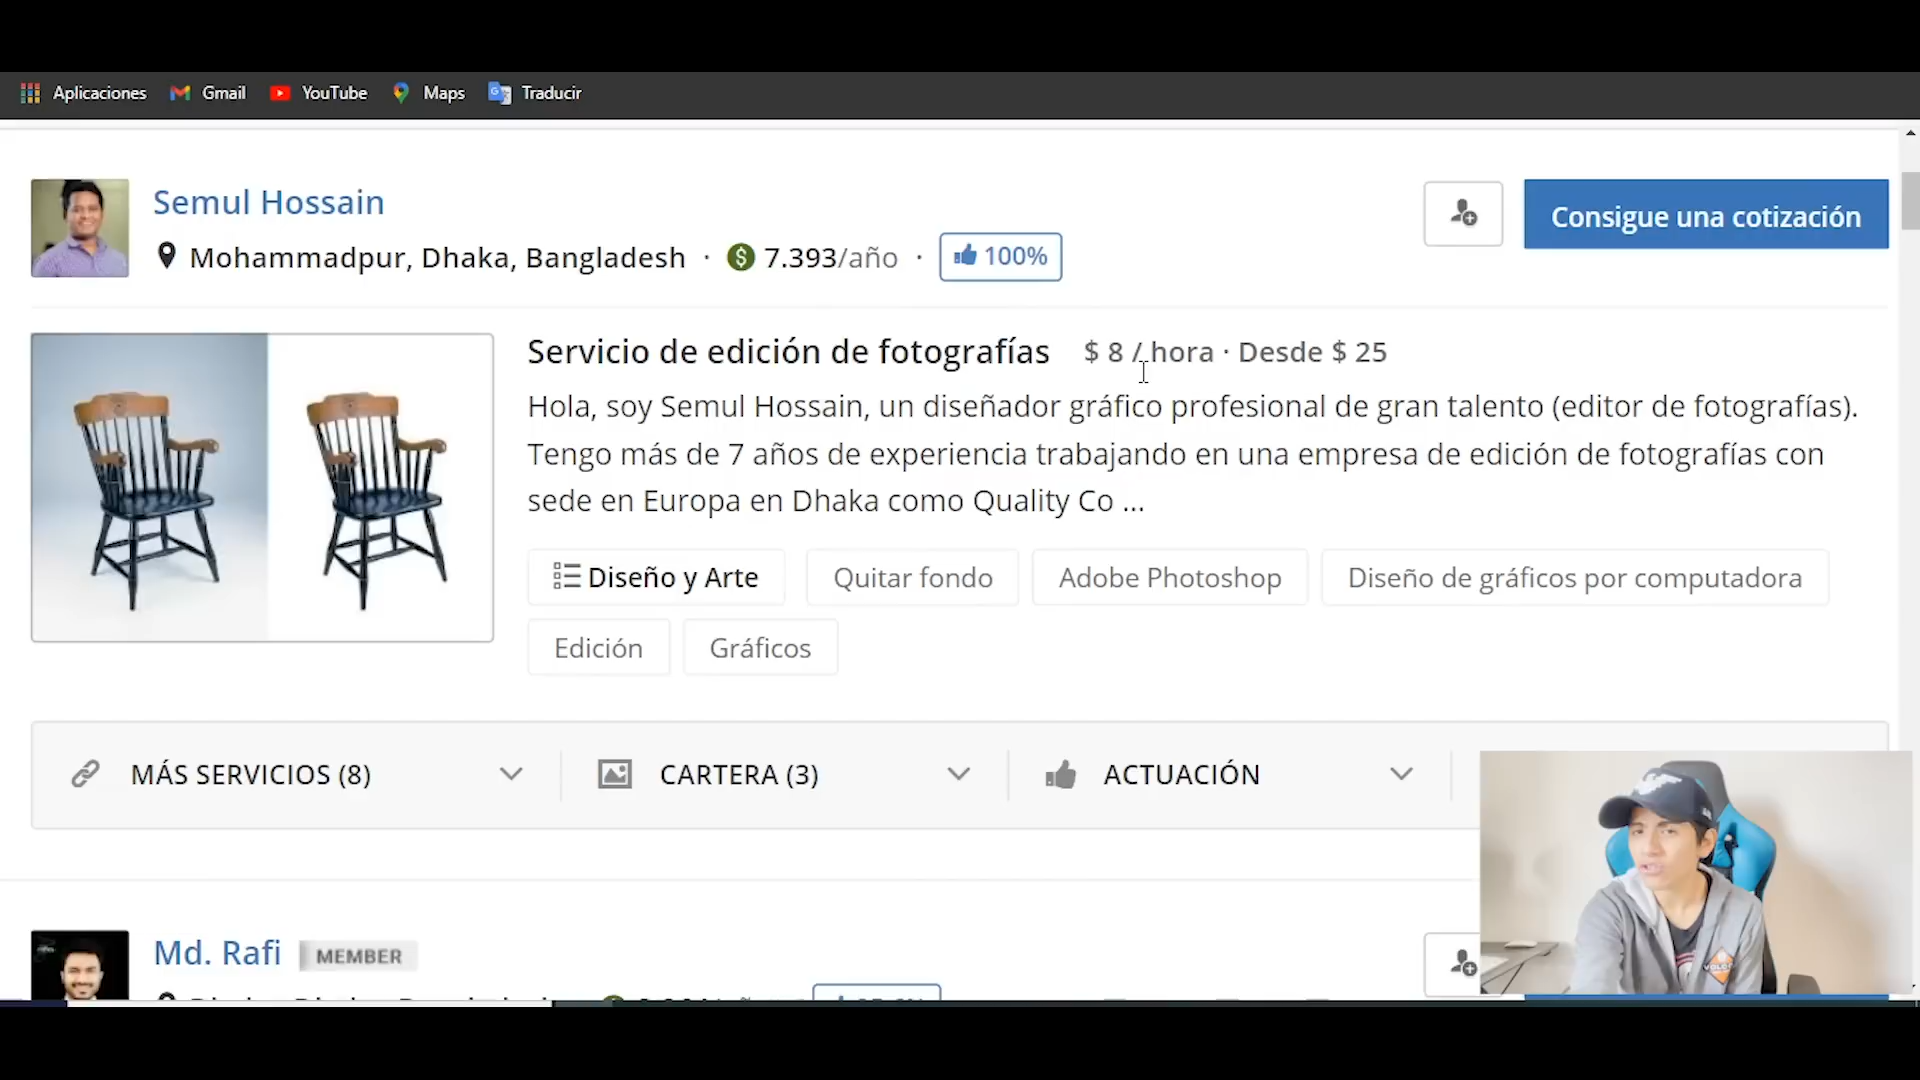 Aplicaciones Gmail YouTube Maps Traducir
Semul Hossain
Consigue una cotización
Mohammadpur, Dhaka, Bangladesh · $ 7.393/año · 100%
Servicio de edición de fotografías $ 8 / hora · Desde $ 25
Hola, soy Semul Hossain, un diseñador gráfico profesional de gran talento (editor de fotografías).
Tengo más de 7 años de experiencia trabajando en una empresa de edición de fotografías con
sede en Europa en Dhaka como Quality Co ...
Diseño y Arte Quitar fondo Adobe Photoshop Diseño de gráficos por computadora
Edición Gráficos
MÁS SERVICIOS (8) CARTERA (3) ACTUACIÓN
Md. Rafi MEMBER